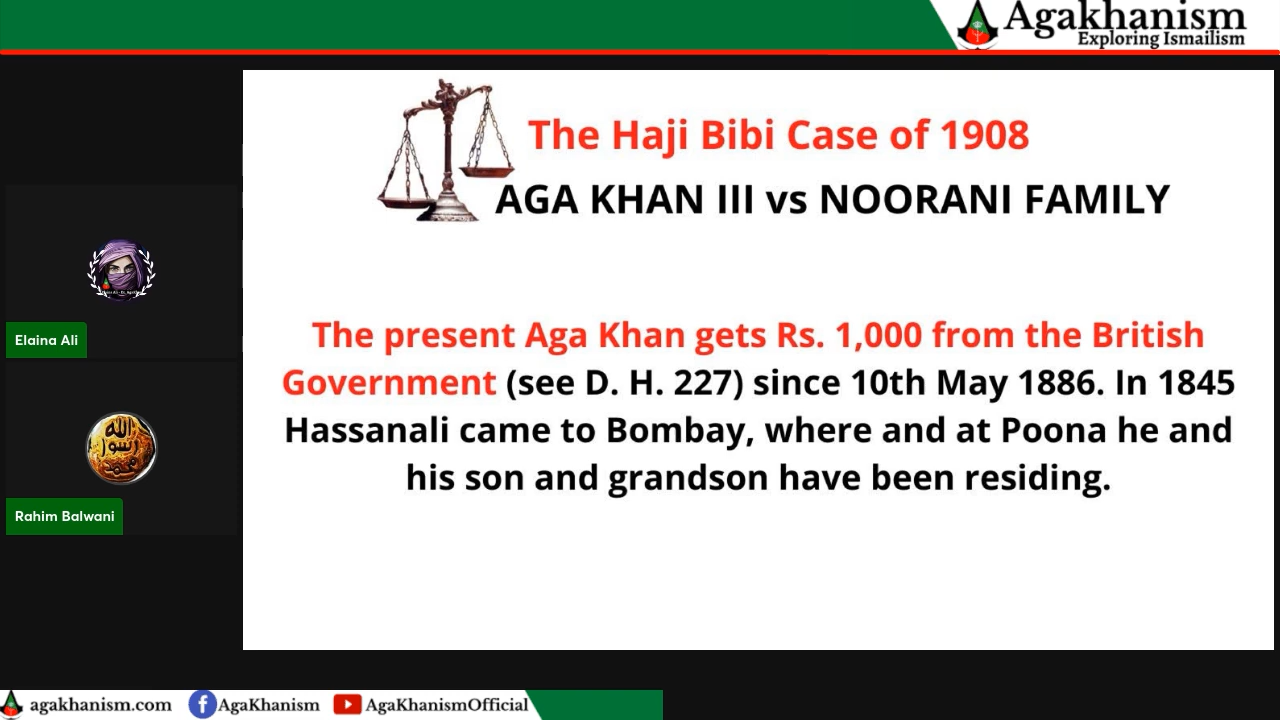 Agakhanism
Exploring Ismailism
The Haji Bibi Case of 1908
AGA KHAN III vs NOORANI FAMILY
The present Aga Khan gets Rs. 1,000 from the British
Government (see D. H. 227) since 10th May 1886. In 1845
Hassanali came to Bombay, where and at Poona he and
his son and grandson have been residing.
Elaina Ali
الله
رسول
محمد
Rahim Balwani
agakhanism.com
AgaKhanism
AgaKhanismOfficial